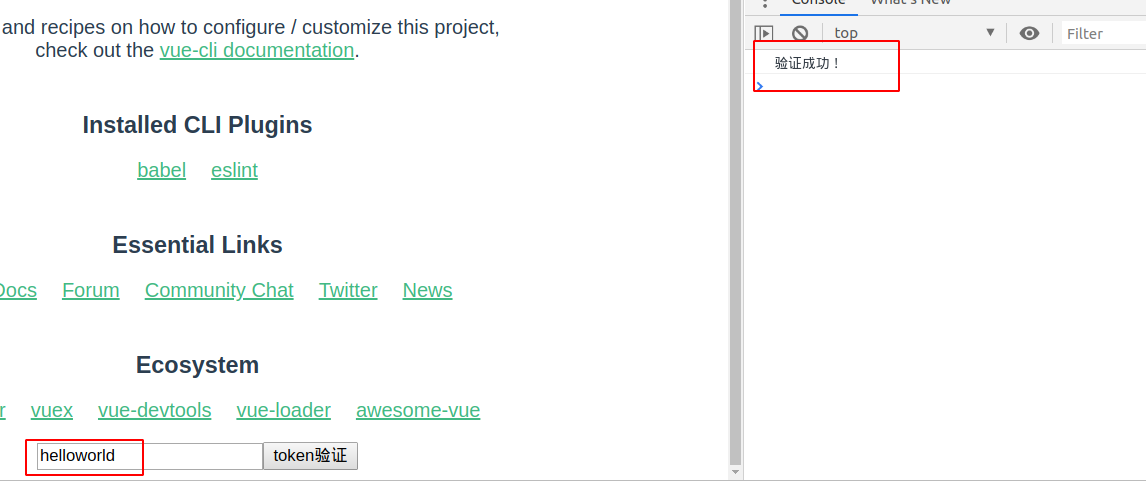 and recipes on how to configure / customize this project,
check out the vue-cli documentation.
Installed CLI Plugins
babel eslint
Essential Links
Docs Forum Community Chat Twitter News
Ecosystem
r vuex vue-devtools vue-loader awesome-vue
helloworld token验证
Console What's New
top Filter
验证成功！